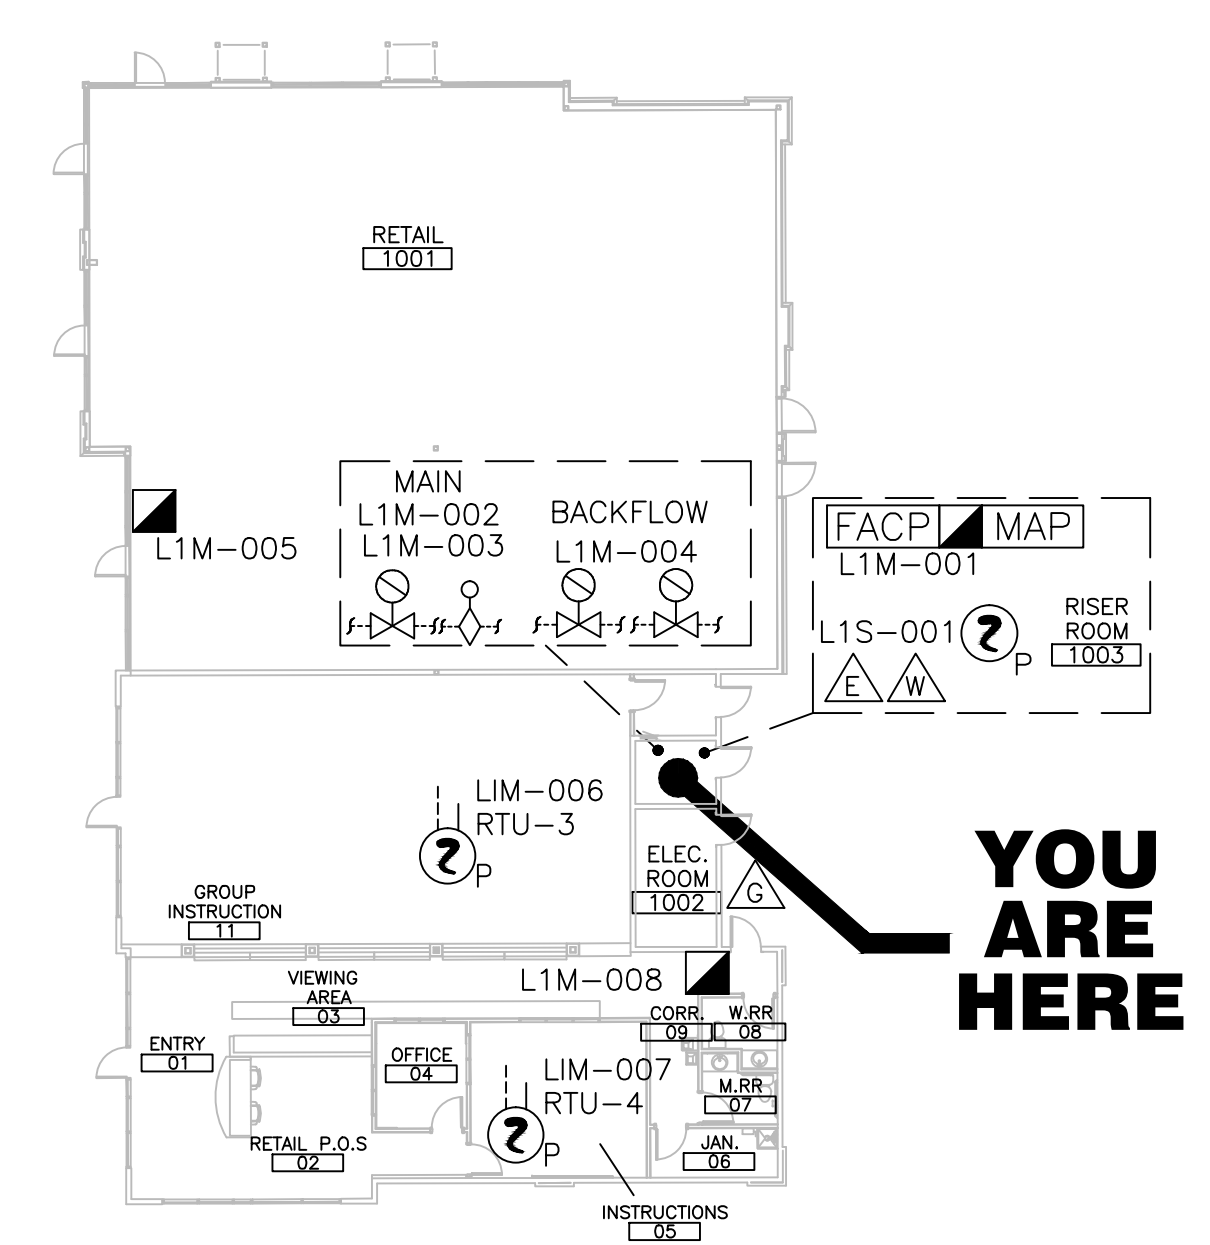 RETAIL
1001
MAIN
L1M-002
L1M-003
BACKFLOW
L1M-004
L1M-005
FACP
MAP
L1M-001
L1S-001
P
RISER
ROOM
1003
E
W
LIM-006
RTU-3
P
ELEC.
ROOM
1002
G
YOU
ARE
HERE
GROUP
INSTRUCTION
11
L1M-008
VIEWING
AREA
03
CORR.
09
W.RR
08
ENTRY
01
OFFICE
04
LIM-007
RTU-4
P
M.RR
07
RETAIL P.O.S
02
JAN.
06
INSTRUCTIONS
05